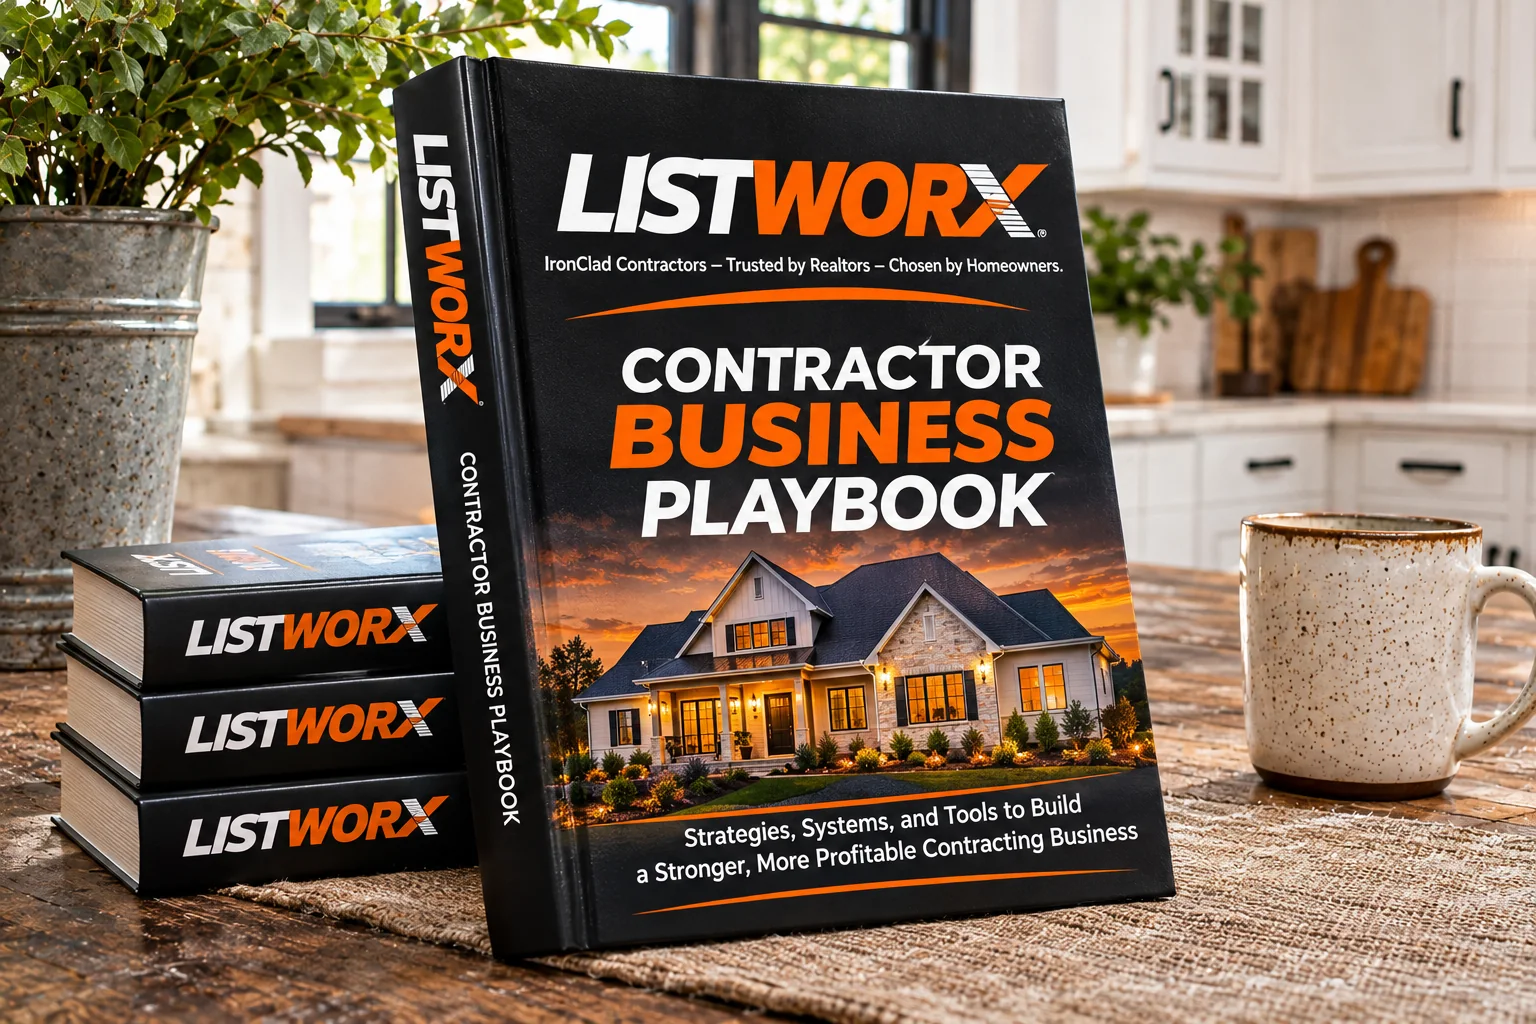 LISTWORX®
IronClad Contractors – Trusted by Realtors – Chosen by Homeowners.
CONTRACTOR
BUSINESS
PLAYBOOK
Strategies, Systems, and Tools to Build
a Stronger, More Profitable Contracting Business
LISTWORX
CONTRACTOR BUSINESS PLAYBOOK
LISTWORX
LISTWORX
LISTWORX